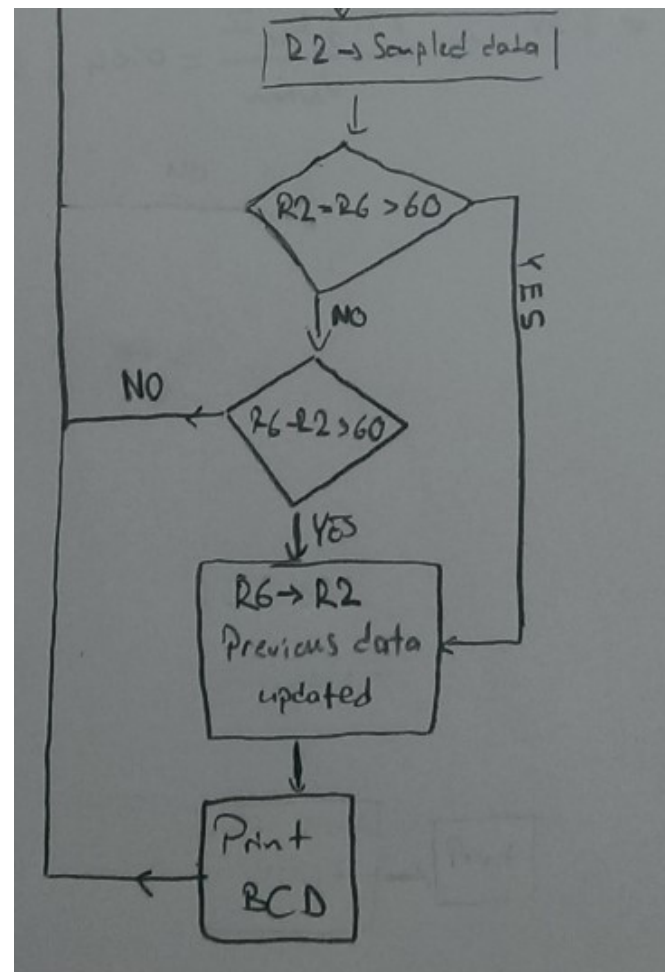 R2 → Sampled data
R2-R6 > 60
YES
NO
NO
R6-R2 > 60
YES
R6 → R2
Previous data
updated
Print
BCD